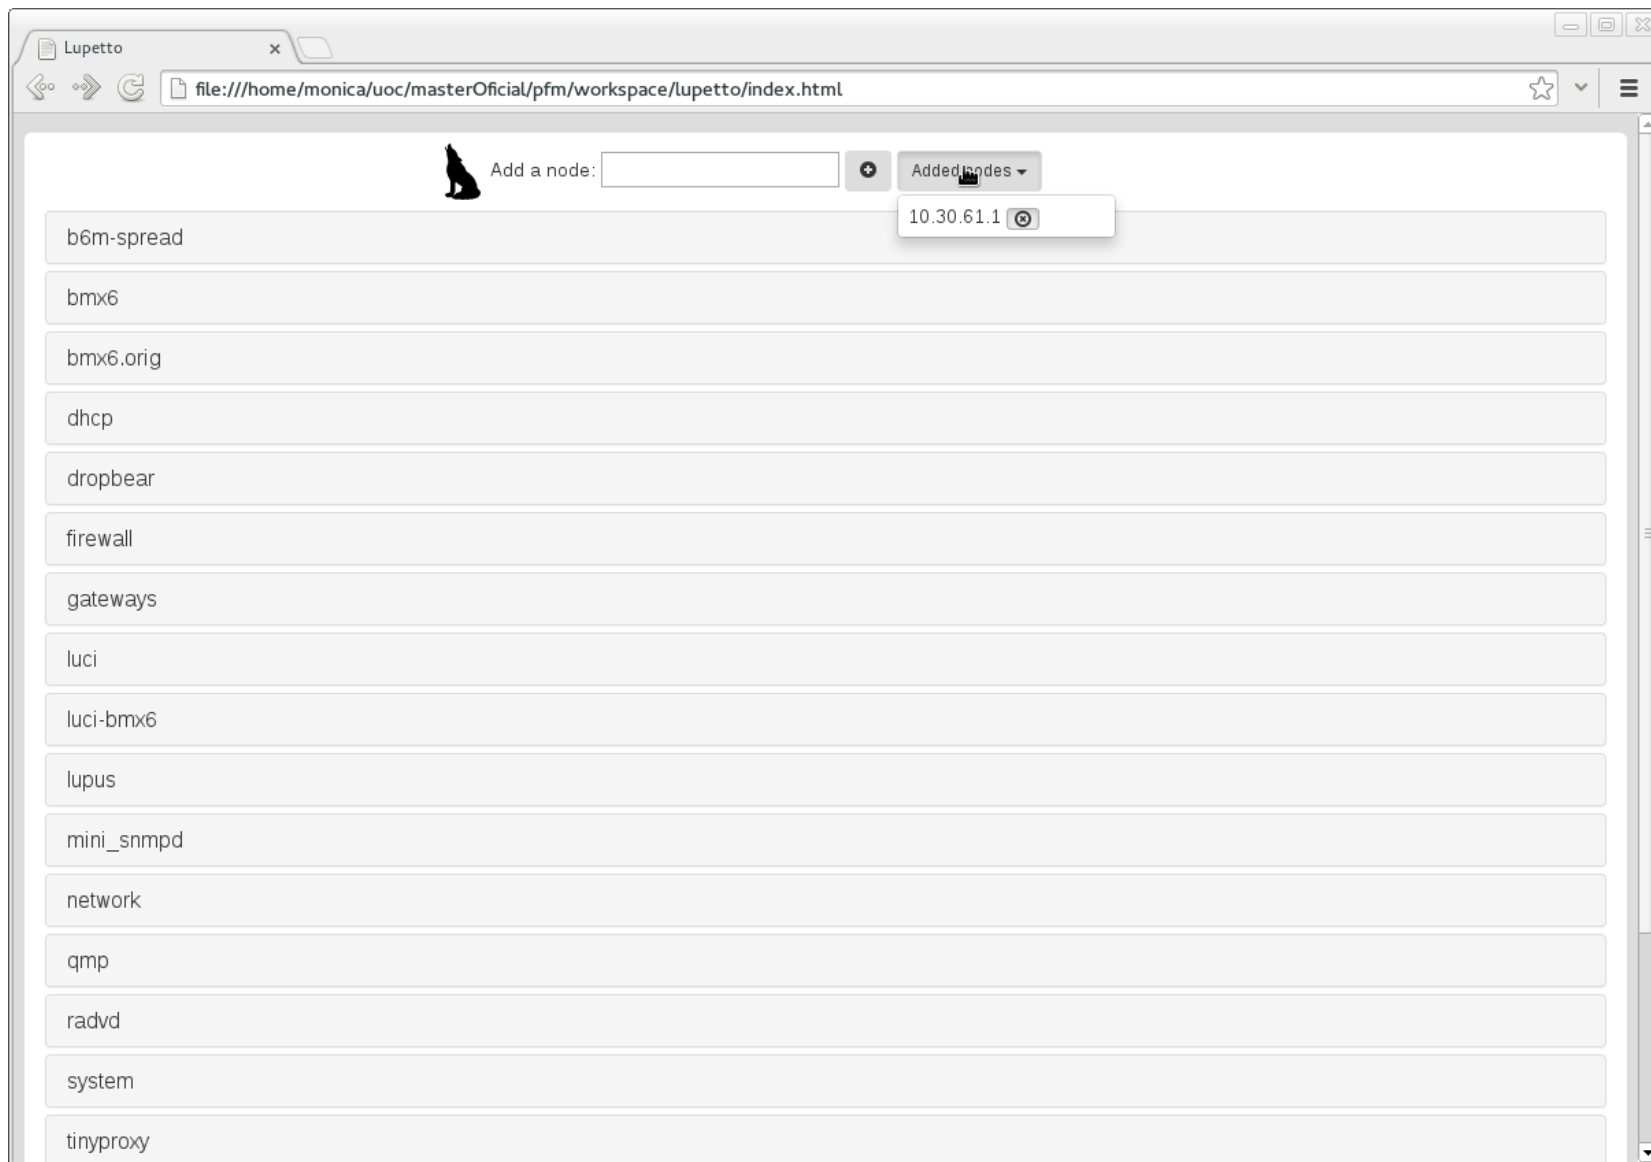 Lupetto
file:///home/monica/uoc/masterOficial/pfm/workspace/lupetto/index.html
Add a node: Added nodes
10.30.61.1
b6m-spread
bmx6
bmx6.orig
dhcp
dropbear
firewall
gateways
luci
luci-bmx6
lupus
mini_snmpd
network
qmp
radvd
system
tinyproxy